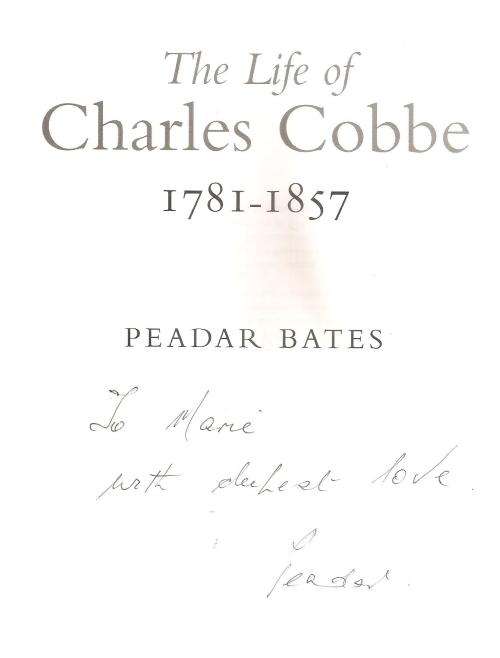 The Life of
Charles Cobbe
1781-1857
PEADAR BATES
To Marie
with deepest love.
Peadar.